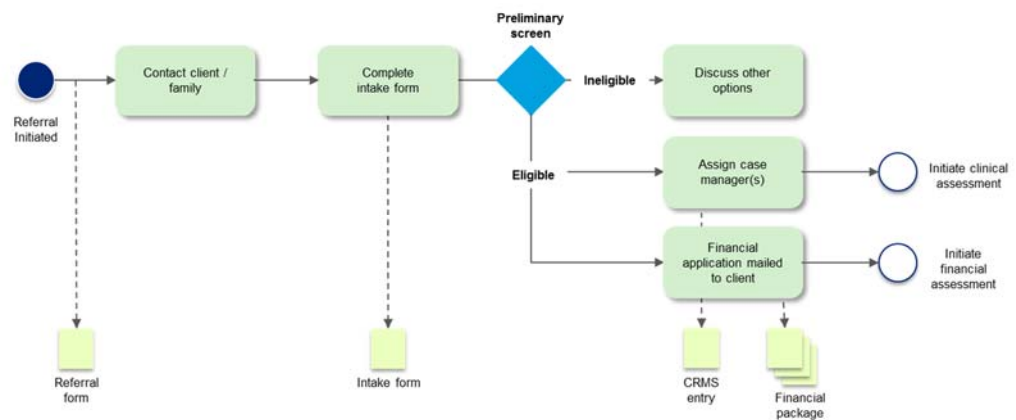 Preliminary
screen
Contact client /
family
Complete
intake form
Ineligible
Discuss other
options
Referral
Initiated
Eligible
Assign case
manager(s)
Initiate clinical
assessment
Financial
application mailed
to client
Initiate
financial
assessment
Referral
form
Intake form
CRMS
entry
Financial
package